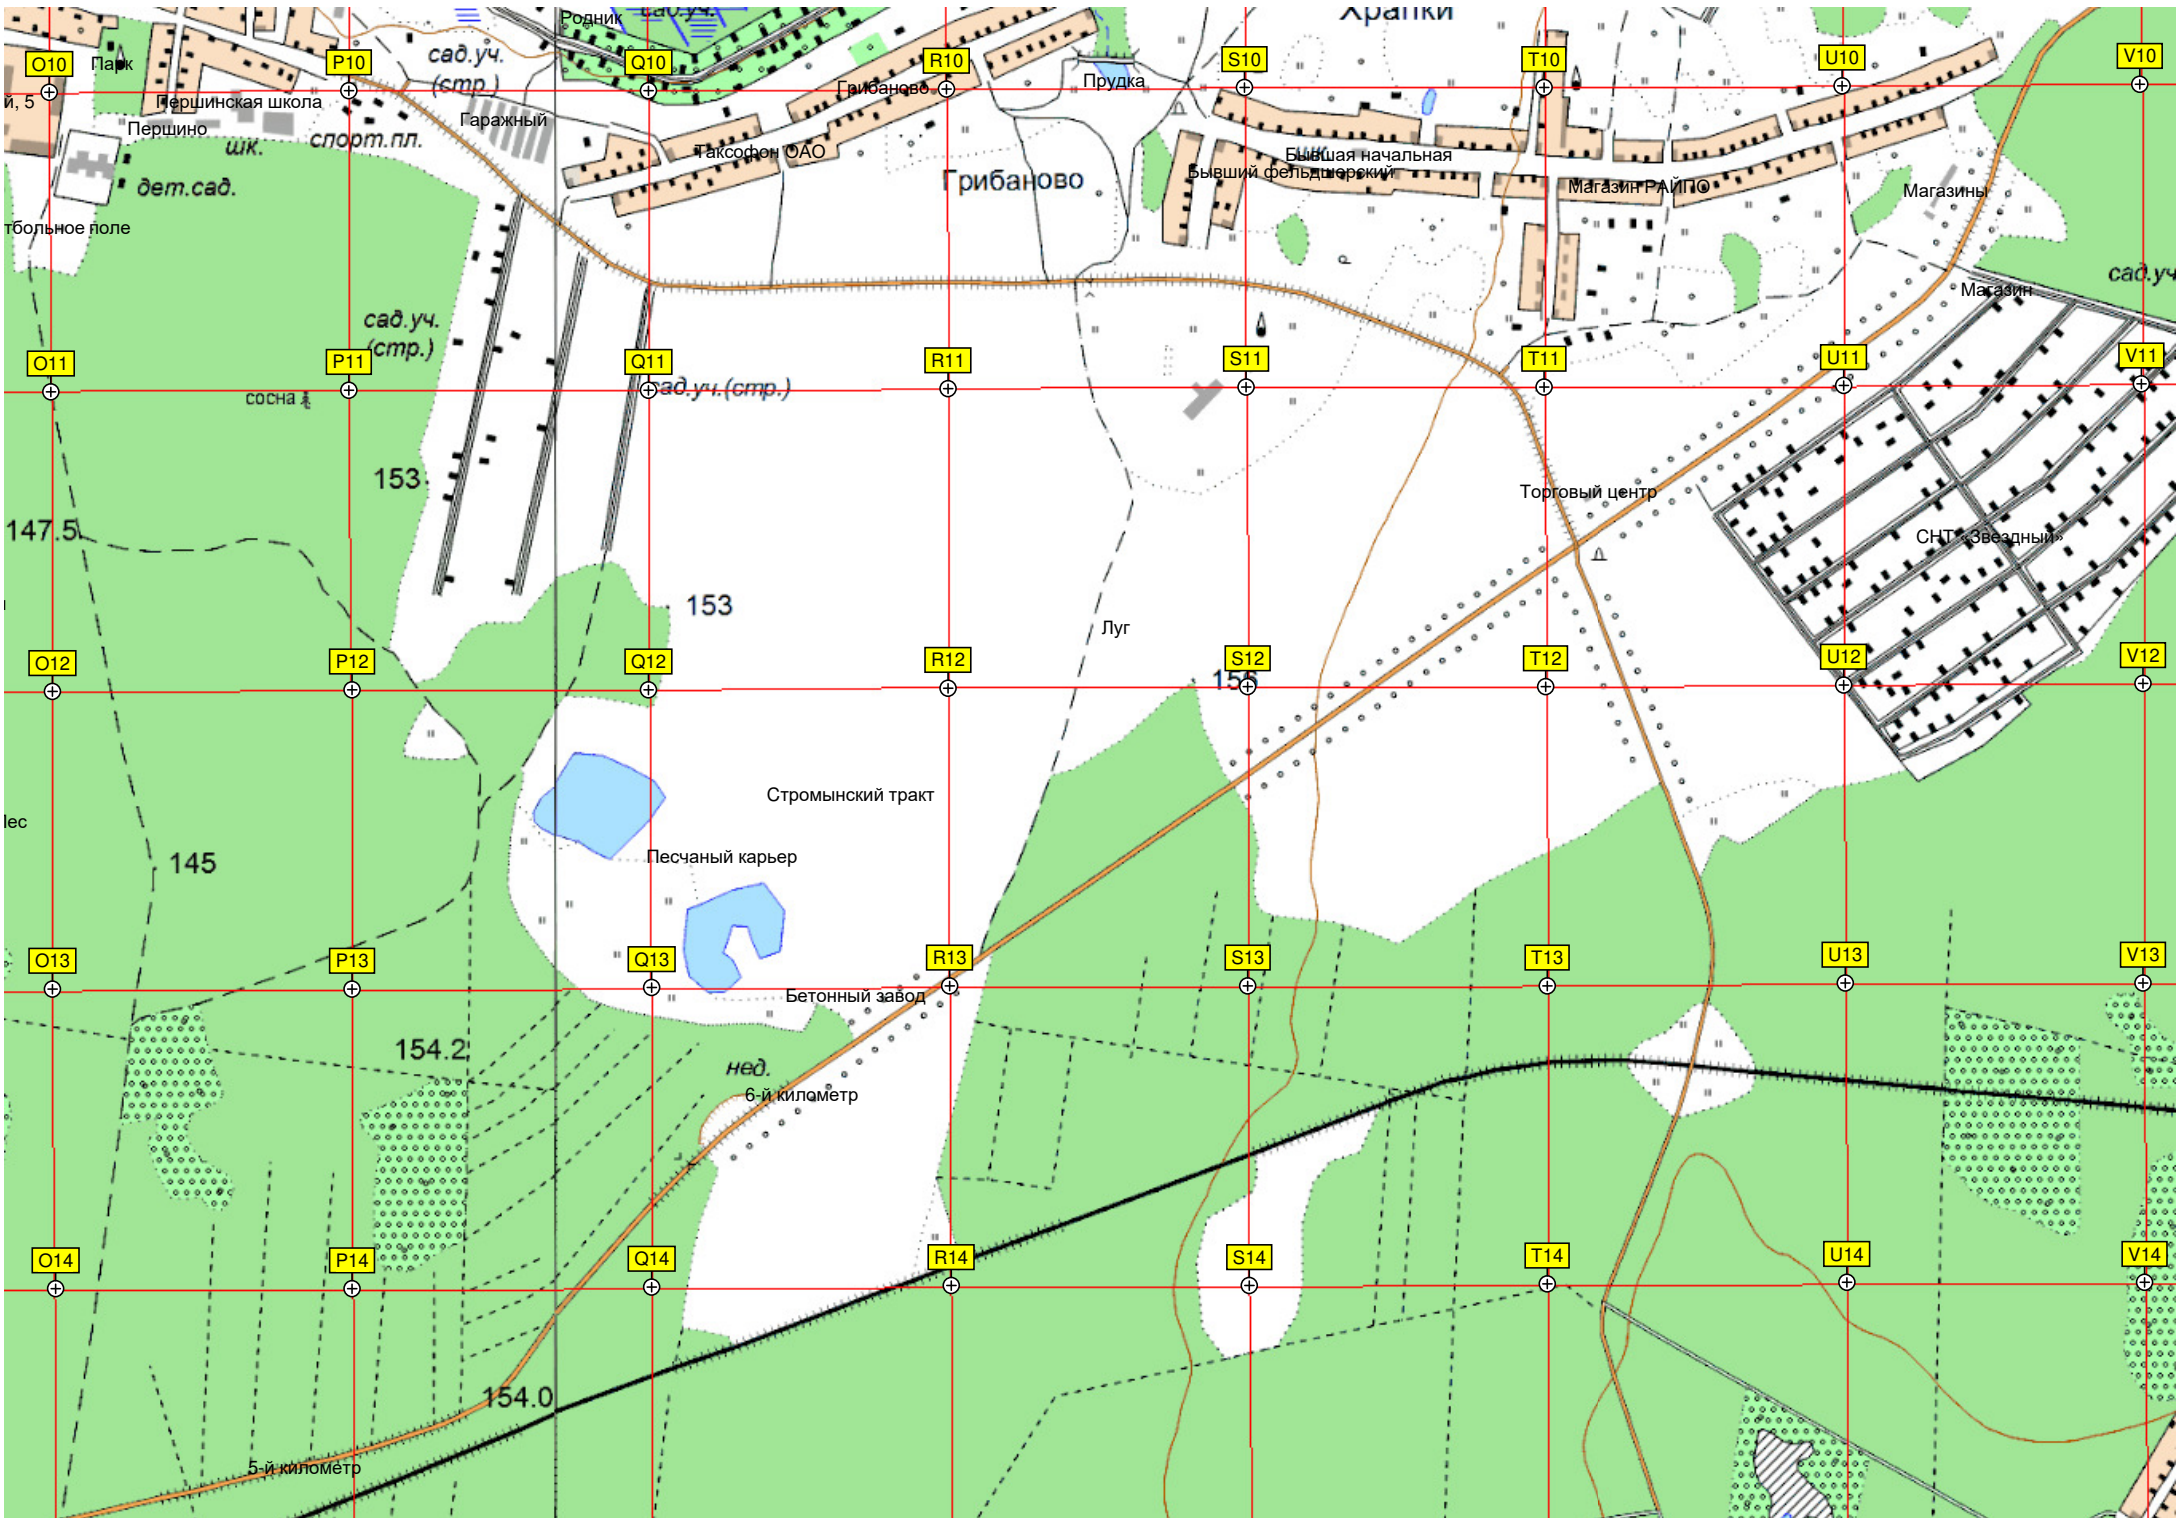 Родник
сад.уч.
Храпки
O10
Парк
P10
сад.уч.
(стр.)
Q10
R10
Прудка
S10
T10
U10
V10
й, 5
Першинская школа
Гаражный
Грибаново
Першино
шк.
спорт.пл.
Таксофон ОАО
шк.
Бывшая начальная
Бывший фельдшерский
дет.сад.
Грибаново
Магазин РАЙПО
Магазины
тбольное поле
сад.уч
Магазин
сад.уч.
(стр.)
O11
P11
Q11
R11
S11
T11
U11
V11
сосна
сад.уч.(стр.)
153
Торговый центр
147.5
СНТ «Звездный»
153
Луг
O12
P12
Q12
R12
S12
T12
U12
V12
Стромынский тракт
лес
Песчаный карьер
145
O13
P13
Q13
R13
S13
T13
U13
V13
Бетонный завод
154.2
нед.
6-й километр
O14
P14
Q14
R14
S14
T14
U14
V14
154.0
5-й километр